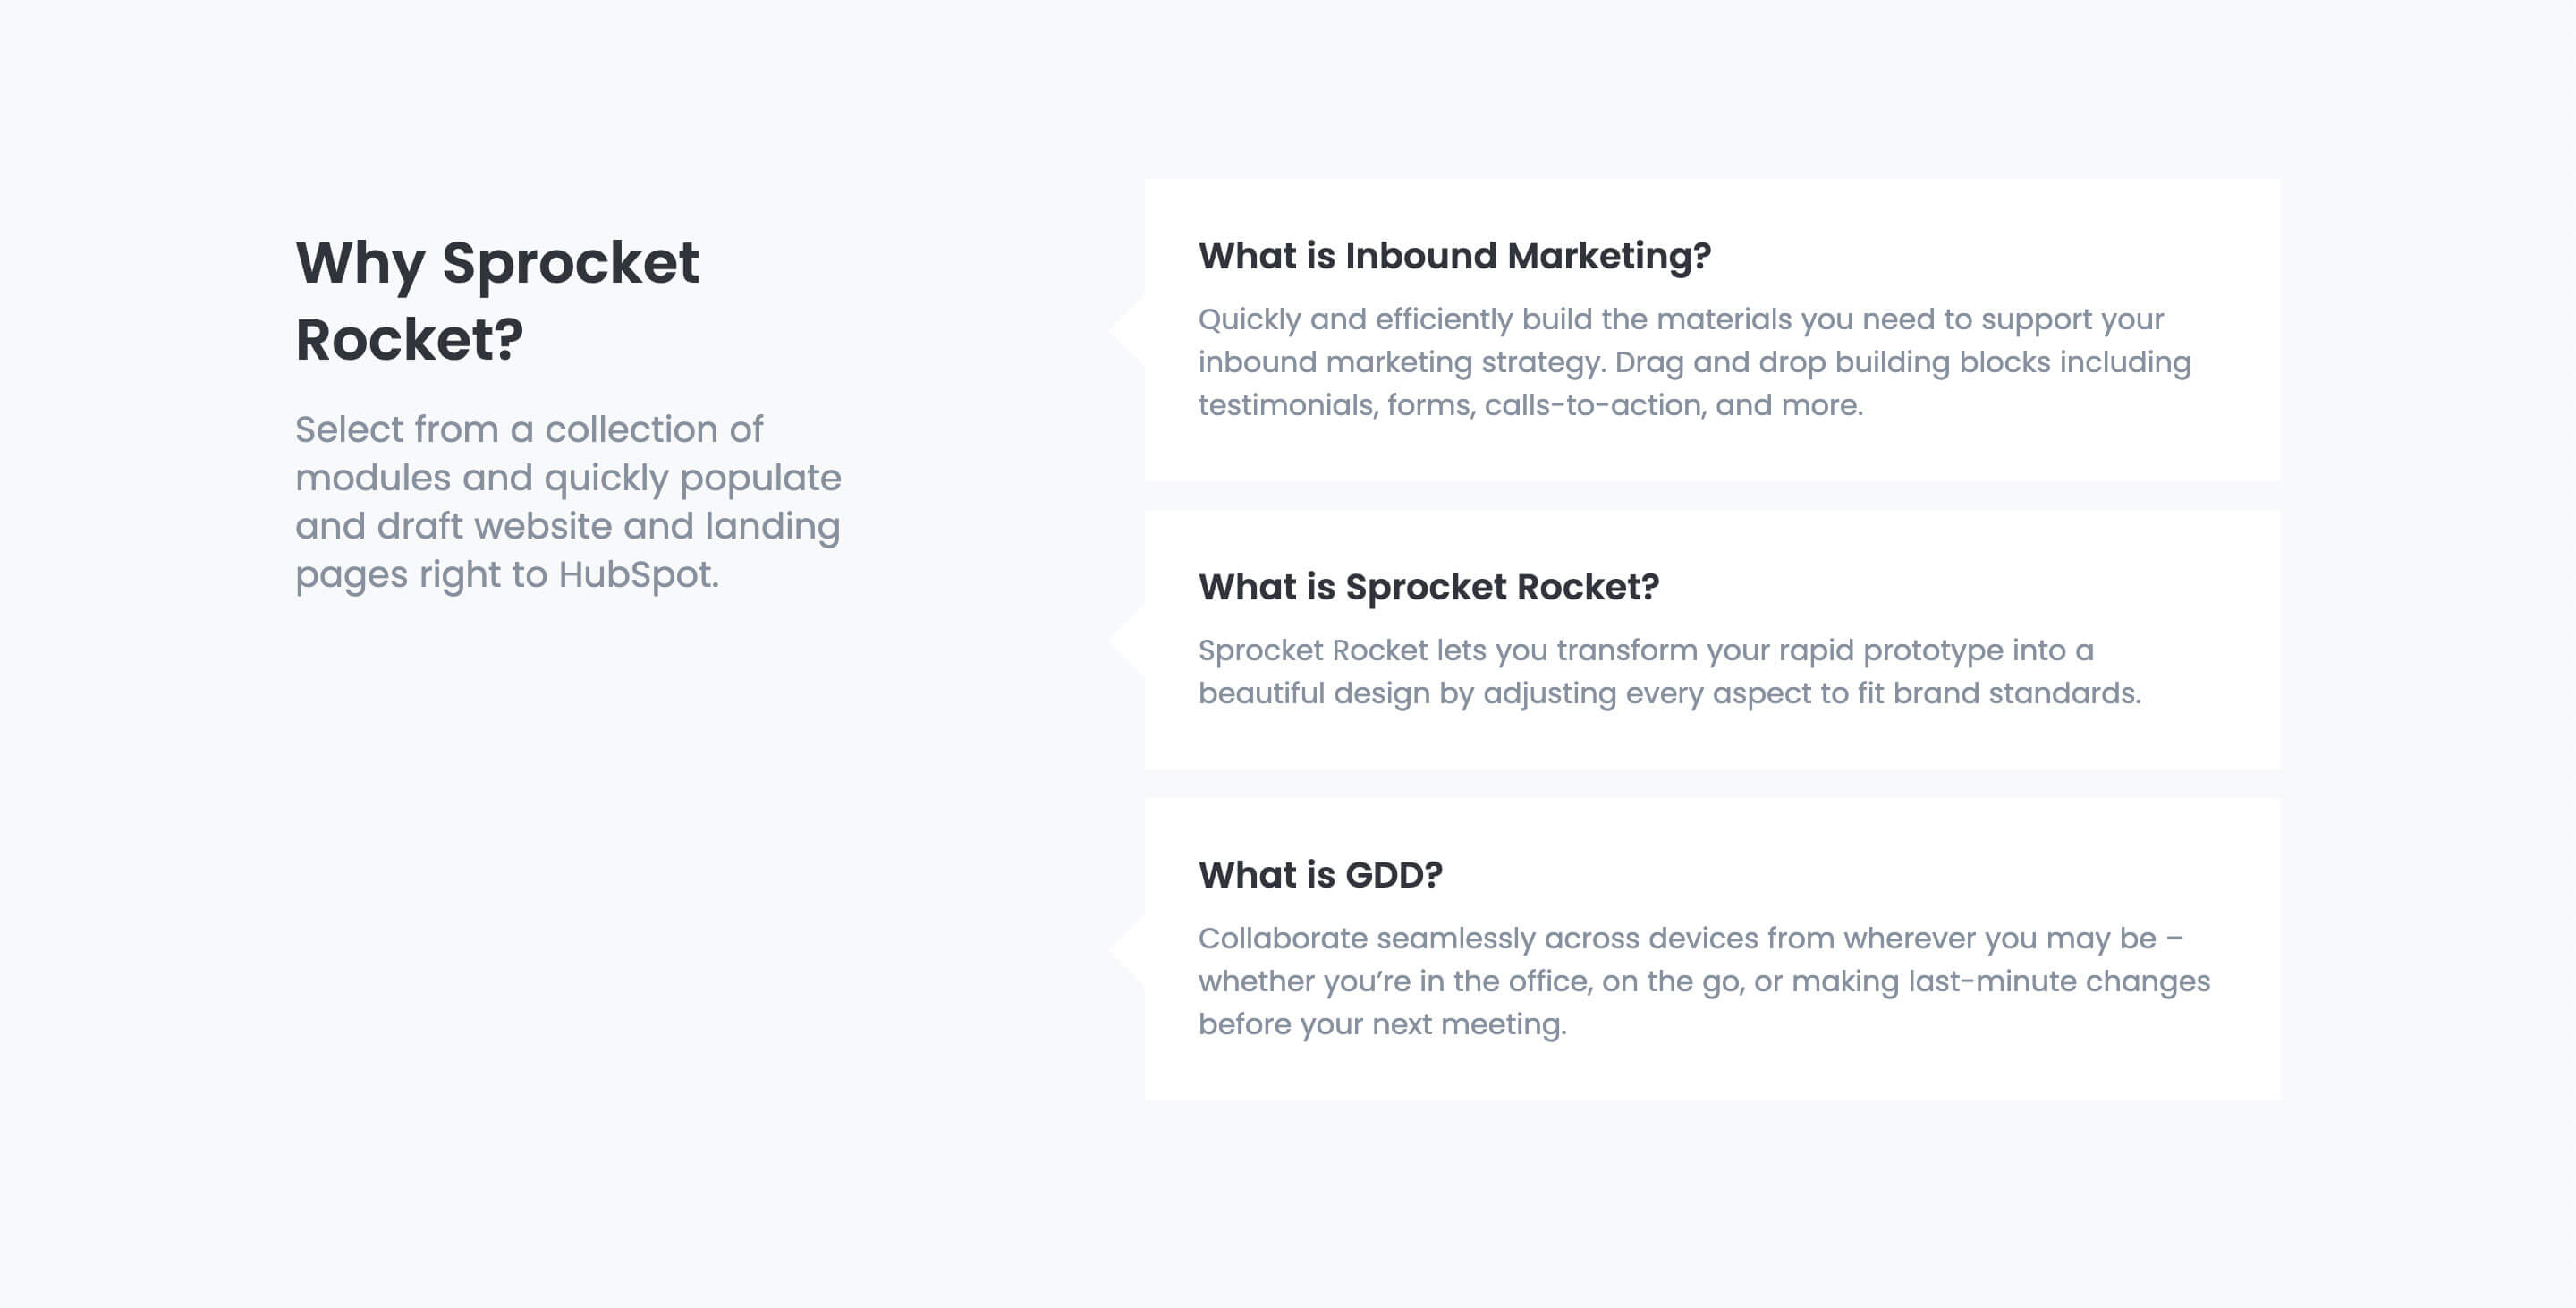 Why Sprocket
Rocket?
Select from a collection of
modules and quickly populate
and draft website and landing
pages right to HubSpot.
What is Inbound Marketing?
Quickly and efficiently build the materials you need to support your
inbound marketing strategy. Drag and drop building blocks including
testimonials, forms, calls-to-action, and more.
What is Sprocket Rocket?
Sprocket Rocket lets you transform your rapid prototype into a
beautiful design by adjusting every aspect to fit brand standards.
What is GDD?
Collaborate seamlessly across devices from wherever you may be –
whether you’re in the office, on the go, or making last-minute changes
before your next meeting.